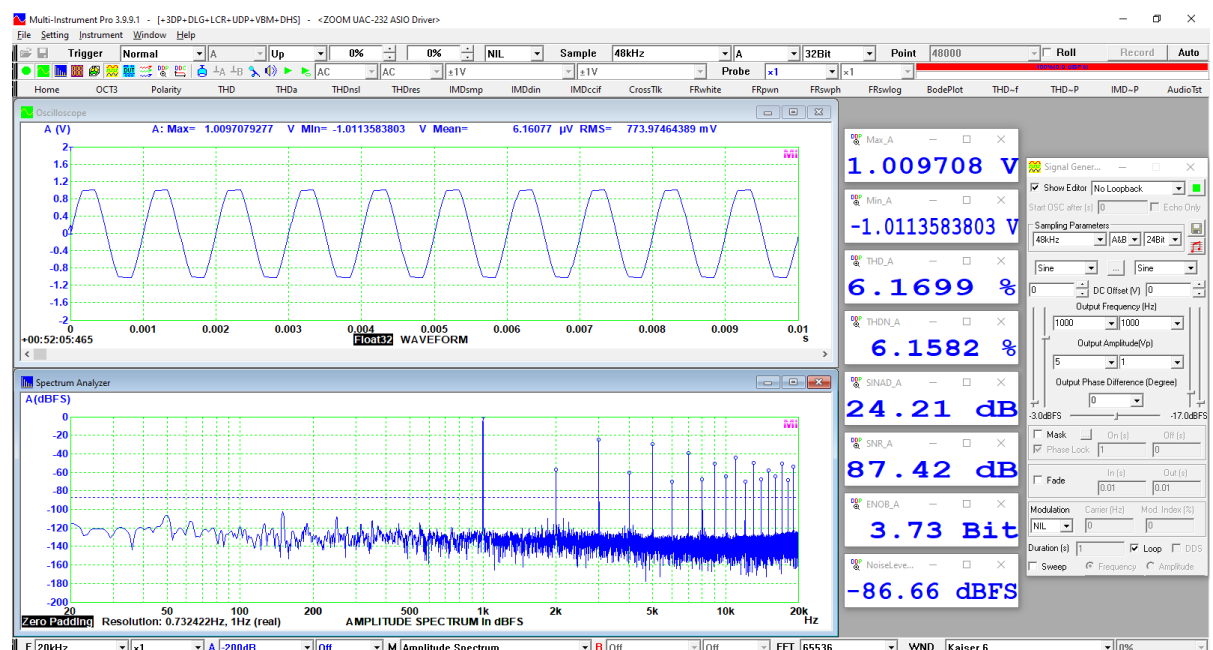 Multi-Instrument Pro 3.9.9.1 - [+3DP+DLG+LCR+UDP+VBM+DHS] - <ZOOM UAC-232 ASIO Driver>
File Setting Instrument Window Help
Trigger Normal A Up 0% 0% NIL Sample 48kHz A 32Bit Point 48000 Roll Record Auto
AC AC ±1V ±1V Probe ×1 ×1
Home OCT3 Polarity THD THDa THDnsl THDres IMDsmp IMDdin IMDccif CrossTlk FRwhite FRpwn FRswph FRswlog BodePlot THD~f THD~P IMD~P AudioTst
Oscilloscope
A (V) A: Max= 1.0097079277 V MIn= -1.0113583803 V Mean= 6.16077 µV RMS= 773.97464389 mV
2
1.6
1.2
0.8
0.4
0
-0.4
-0.8
-1.2
-1.6
-2
MI
0 0.001 0.002 0.003 0.004 0.005 0.006 0.007 0.008 0.009 0.01
+00:52:05:465 Float32 WAVEFORM s
Spectrum Analyzer
A(dBFS)
0
-20
-40
-60
-80
-100
-120
-140
-160
-180
-200
MI
20 50 100 200 500 1k 2k 5k 10k 20k
Zero Padding Resolution: 0.732422Hz, 1Hz (real) AMPLITUDE SPECTRUM In dBFS Hz
Max_A
1.009708 V
Min_A
-1.0113583803 V
THD_A
6.1699 %
THDN_A
6.1582 %
SINAD_A
24.21 dB
SNR_A
87.42 dB
ENOB_A
3.73 Bit
NoiseLeve...
-86.66 dBFS
Signal Gener...
Show Editor No Loopback
Start OSC after (s) 0 Echo Only
Sampling Parameters
48kHz A&B 24Bit
Sine ... Sine
0 DC Offset (V) 0
Output Frequency (Hz)
1000 1000
Output Amplitude(Vp)
5 1
Output Phase Difference (Degree)
0
-3.0dBFS -17.0dBFS
Mask ... On (s) Off (s)
Phase Lock 1 0
Fade In (s) Out (s)
0.01 0.01
Modulation Carrier (Hz) Mod. Index (%)
NIL 0 0
Duration (s) 1 Loop DDS
Sweep Frequency Amplitude
F 20kHz ×1 A -200dB Off M Amplitude Spectrum B Off Off FFT 65536 WND Kaiser 6 0%